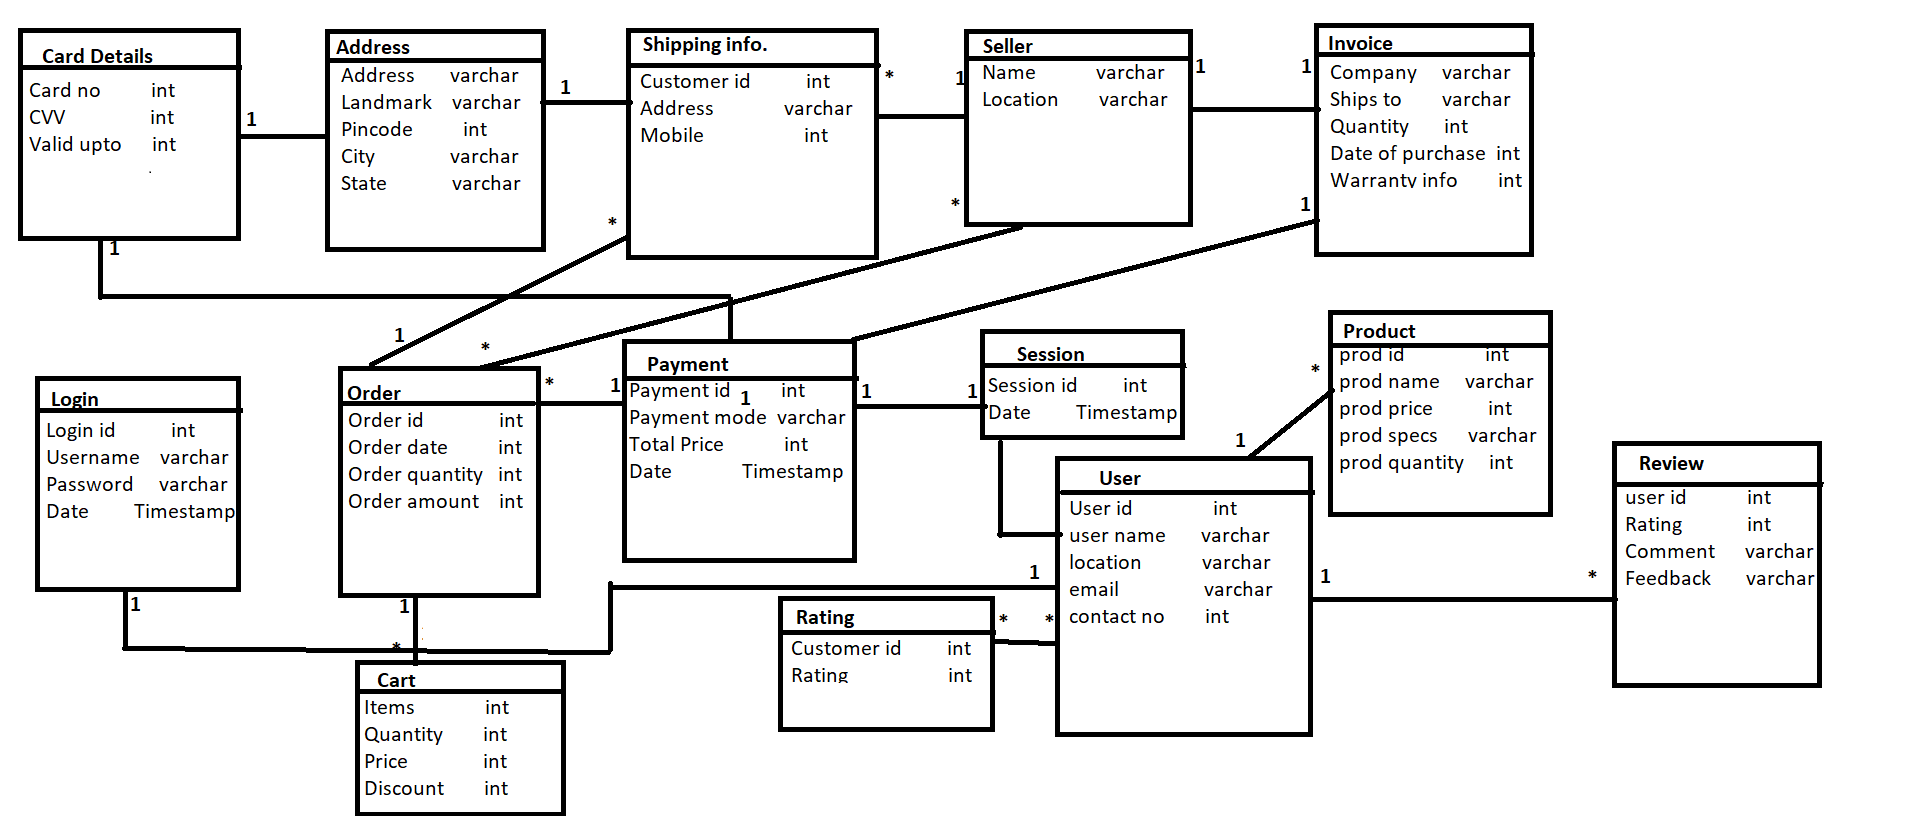 Card Details
Card no int
CVV int
Valid upto int
.
1
1
Address
Address varchar
Landmark varchar
Pincode int
City varchar
State varchar
1
Shipping info.
Customer id int
Address varchar
Mobile int
*
*
1
Seller
Name varchar
Location varchar
*
1
1
Invoice
Company varchar
Ships to varchar
Quantity int
Date of purchase int
Warranty info int
1
Login
Login id int
Username varchar
Password varchar
Date Timestamp
1
1
*
Order
Order id int
Order date int
Order quantity int
Order amount int
*
1
1
Payment
Payment id 1 int
Payment mode varchar
Total Price int
Date Timestamp
1
1
Session
Session id int
Date Timestamp
Product
prod id int
prod name varchar
prod price int
prod specs varchar
prod quantity int
*
1
User
User id int
user name varchar
location varchar
email varchar
contact no int
1
1
*
Review
user id int
Rating int
Comment varchar
Feedback varchar
Rating
Customer id int
Rating int
*
*
*
Cart
Items int
Quantity int
Price int
Discount int